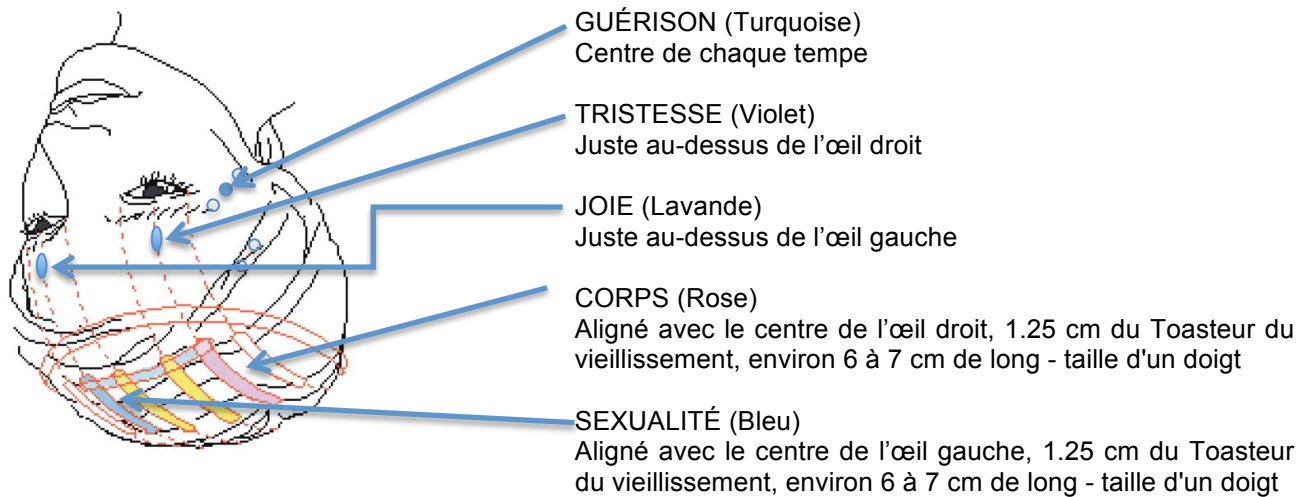 GUÉRISON (Turquoise)
Centre de chaque tempe
TRISTESSE (Violet)
Juste au-dessus de l’œil droit
JOIE (Lavande)
Juste au-dessus de l’œil gauche
CORPS (Rose)
Aligné avec le centre de l’œil droit, 1.25 cm du Toasteur du
vieillissement, environ 6 à 7 cm de long - taille d'un doigt
SEXUALITÉ (Bleu)
Aligné avec le centre de l’œil gauche, 1.25 cm du Toasteur
du vieillissement, environ 6 à 7 cm de long - taille d'un doigt